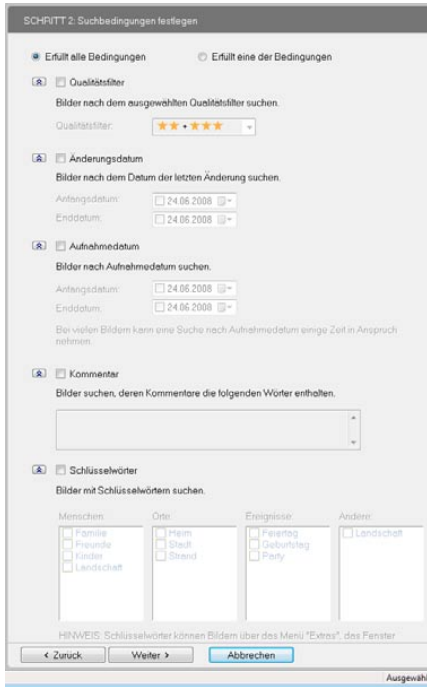 SCHRITT 2: Suchbedingungen festlegen
Erfüllt alle Bedingungen Erfüllt eine der Bedingungen
Qualitätsfilter
Bilder nach dem ausgewählten Qualitätsfilter suchen.
Qualitätsfilter:
Änderungsdatum
Bilder nach dem Datum der letzten Änderung suchen.
Anfangsdatum: 24.06.2008
Enddatum: 24.06.2008
Aufnahmedatum
Bilder nach Aufnahmedatum suchen.
Anfangsdatum: 24.06.2008
Enddatum: 24.06.2008
Bei vielen Bildern kann eine Suche nach Aufnahmedatum einige Zeit in Anspruch
nehmen.
Kommentar
Bilder suchen, deren Kommentare die folgenden Wörter enthalten.
Schlüsselwörter
Bilder mit Schlüsselwörtern suchen.
Menschen: Orte: Ereignisse: Andere:
Familie Heim Feiertag Landschaft
Freunde Stadt Geburtstag
Kinder Strand Party
Landschaft
HINWEIS: Schlüsselwörter können Bildern über das Menü "Extras", das Fenster
< Zurück Weiter > Abbrechen
Ausgewähl